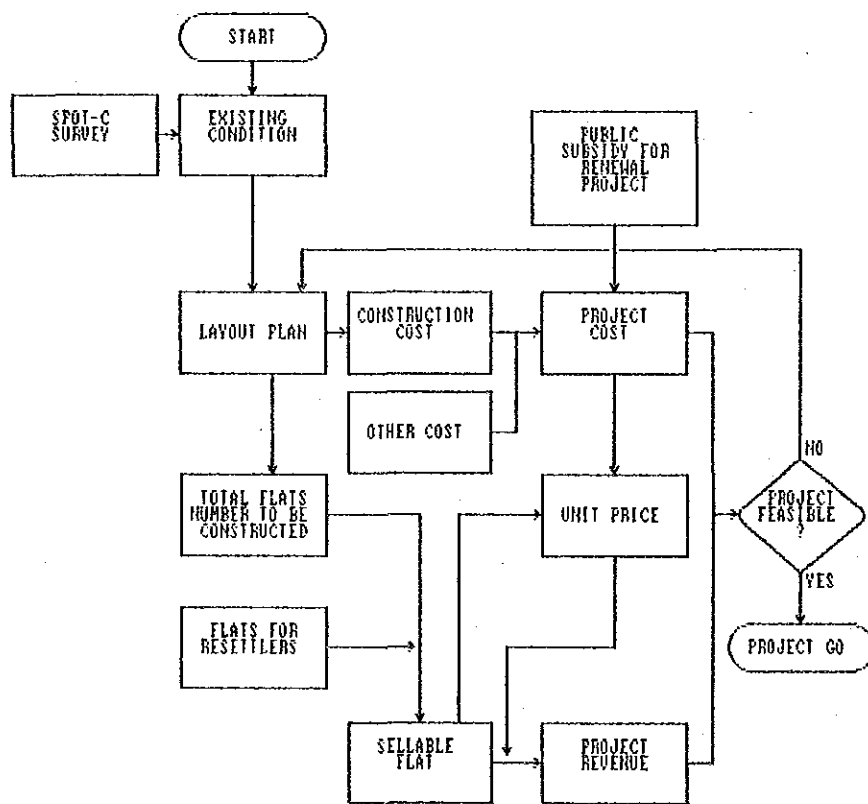 START
SPOT-C
SURVEY
EXISTING
CONDITION
PUBLIC
SUBSIDY FOR
RENEWAL
PROJECT
LAYOUT PLAN
CONSTRUCTION
COST
PROJECT
COST
OTHER COST
NO
TOTAL FLATS
NUMBER TO BE
CONSTRUCTED
UNIT PRICE
PROJECT
FEASIBLE
?
YES
FLATS FOR
RESETTLERS
PROJECT GO
SELLABLE
FLAT
PROJECT
REVENUE